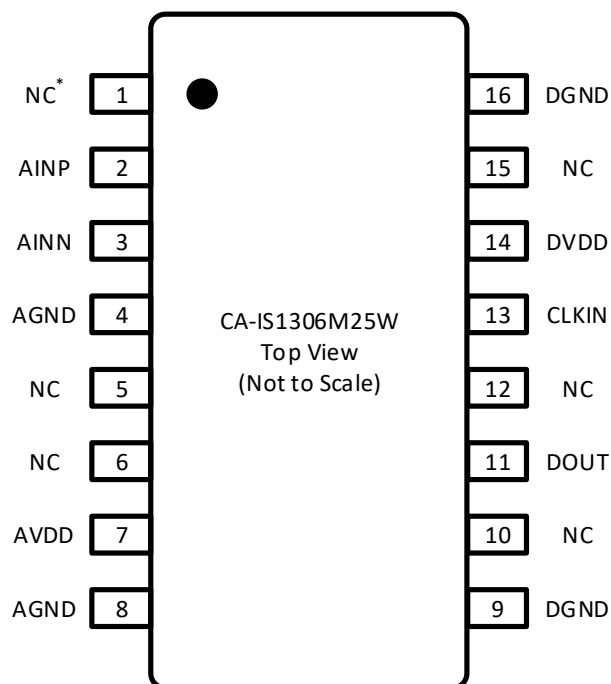 NC* 1 16 DGND
AINP 2 15 NC
AINN 3 14 DVDD
AGND 4 13 CLKIN
CA-IS1306M25W
Top View
(Not to Scale)
NC 5 12 NC
NC 6 11 DOUT
AVDD 7 10 NC
AGND 8 9 DGND